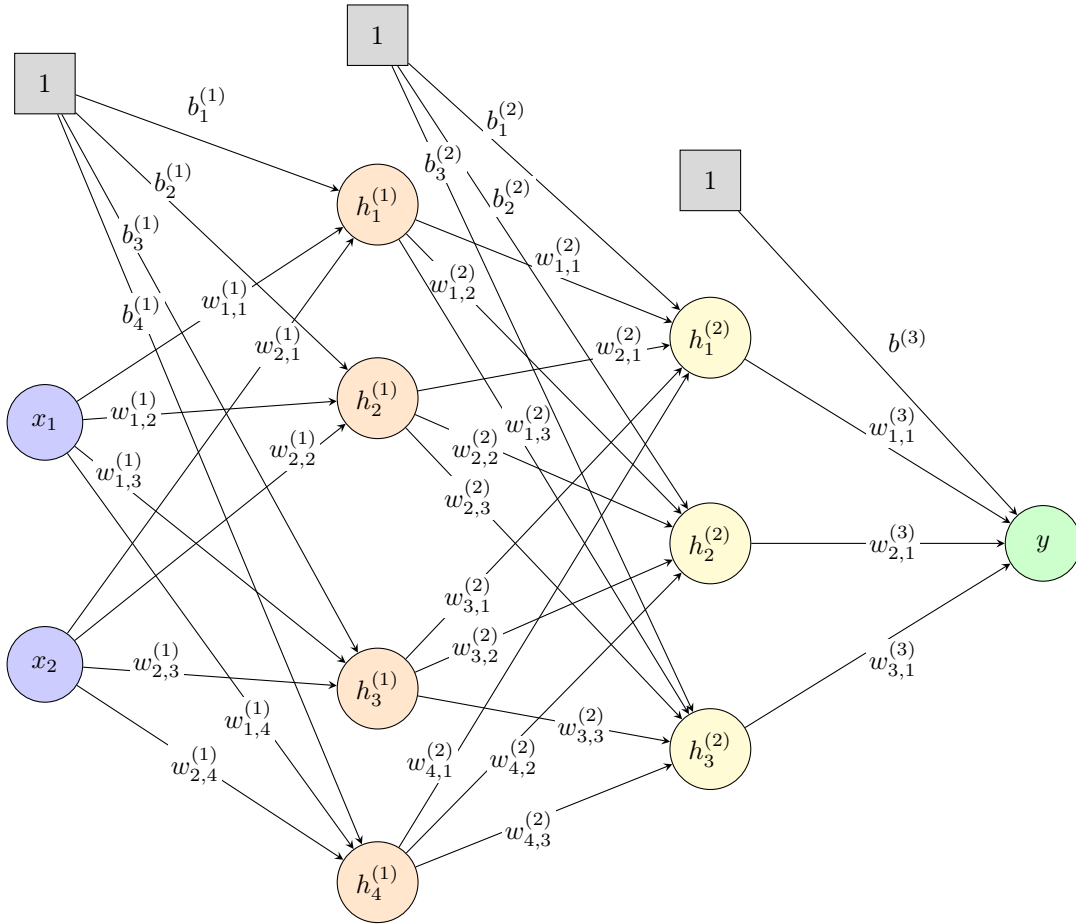 1
1
b_1^{(1)}
b_1^{(2)}
b_3^{(2)}
b_2^{(1)}
1
b_2^{(2)}
h_1^{(1)}
b_3^{(1)}
w_{1,1}^{(2)}
w_{1,2}^{(2)}
w_{1,1}^{(1)}
b_4^{(1)}
w_{2,1}^{(1)}
w_{2,1}^{(2)}
h_1^{(2)}
b^{(3)}
h_2^{(1)}
x_1
w_{1,2}^{(1)}
w_{1,3}^{(2)}
w_{1,1}^{(3)}
w_{2,2}^{(1)}
w_{2,2}^{(2)}
w_{1,3}^{(1)}
w_{2,3}^{(2)}
h_2^{(2)}
w_{2,1}^{(3)}
y
w_{3,1}^{(2)}
w_{3,2}^{(2)}
x_2
w_{2,3}^{(1)}
w_{3,1}^{(3)}
h_3^{(1)}
w_{1,4}^{(1)}
w_{3,3}^{(2)}
w_{4,1}^{(2)}
w_{4,2}^{(2)}
h_3^{(2)}
w_{2,4}^{(1)}
w_{4,3}^{(2)}
h_4^{(1)}